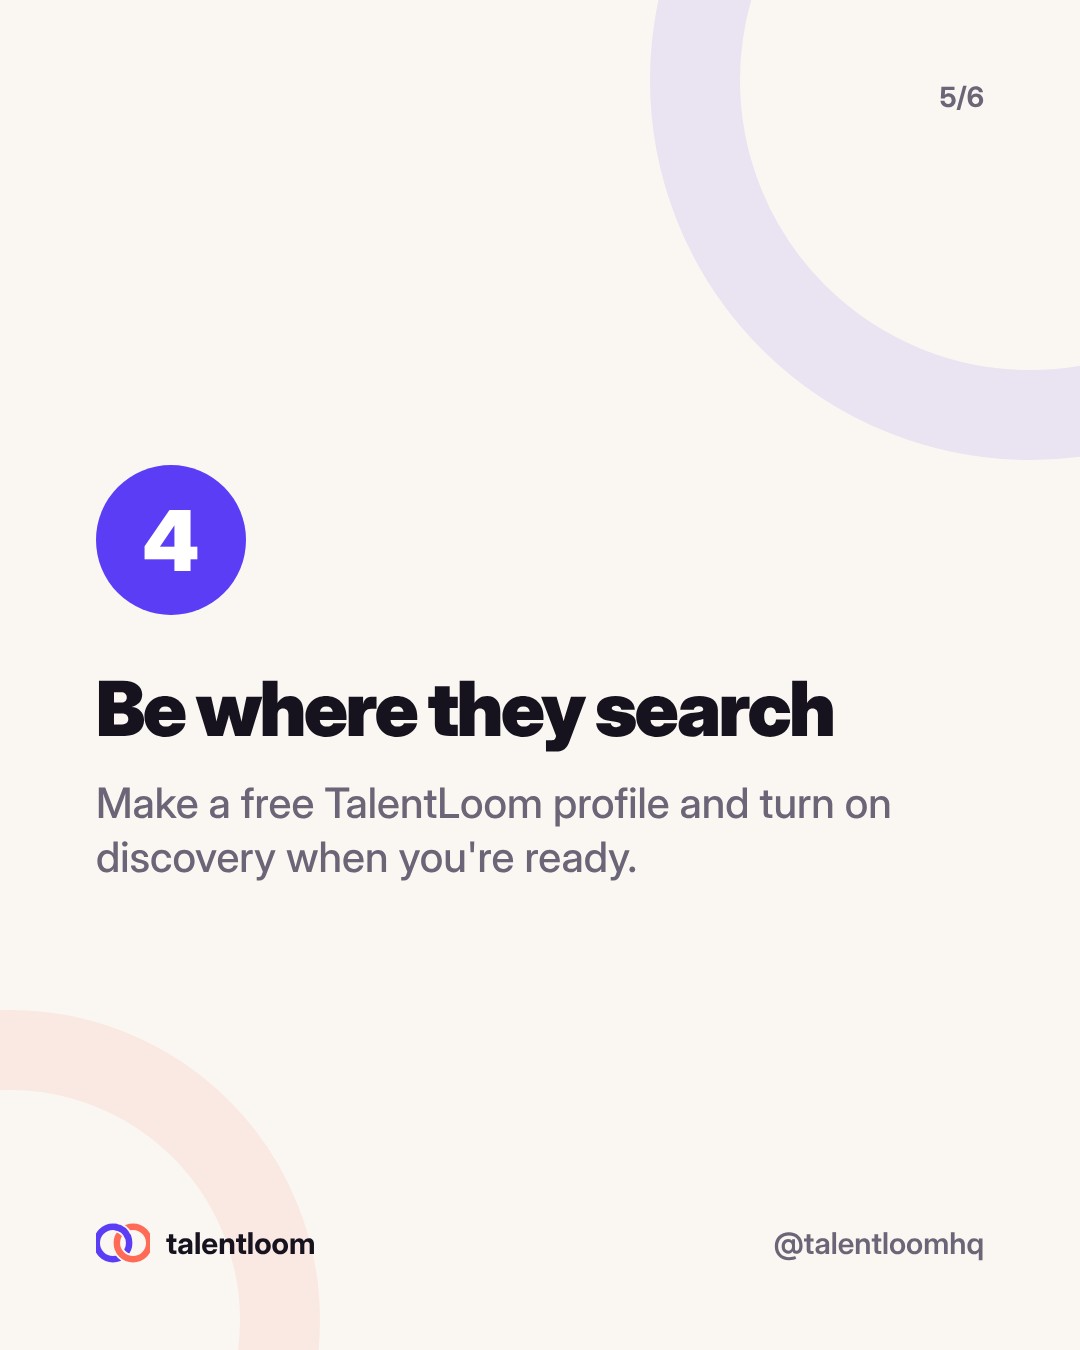 5/6
4
Be where they search
Make a free TalentLoom profile and turn on
discovery when you're ready.
talentloom
@talentloomhq